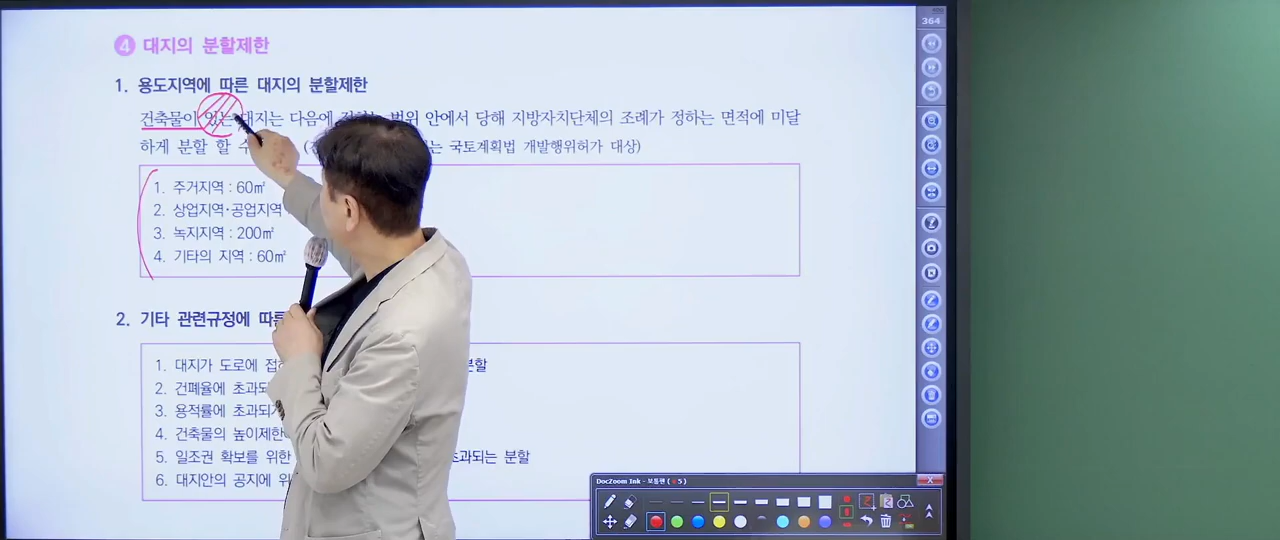 364
4 대지의 분할제한
1. 용도지역에 따른 대지의 분할제한
건축물이 있는 대지는 다음에 범위 안에서 당해 지방자치단체의 조례가 정하는 면적에 미달
하게 분할 할 수 는 국토계획법 개발행위허가 대상)
1. 주거지역 : 60㎡
2. 상업지역·공업지역
3. 녹지지역 : 200㎡
4. 기타의 지역 : 60㎡
2. 기타 관련규정에 따른
1. 대지가 도로에 접 분할
2. 건폐율에 초과되
3. 용적률에 초과되
4. 건축물의 높이제한
5. 일조권 확보를 위한 초과되는 분할
6. 대지안의 공지에 위
DocZoom Ink - 보통펜 ( 5 )